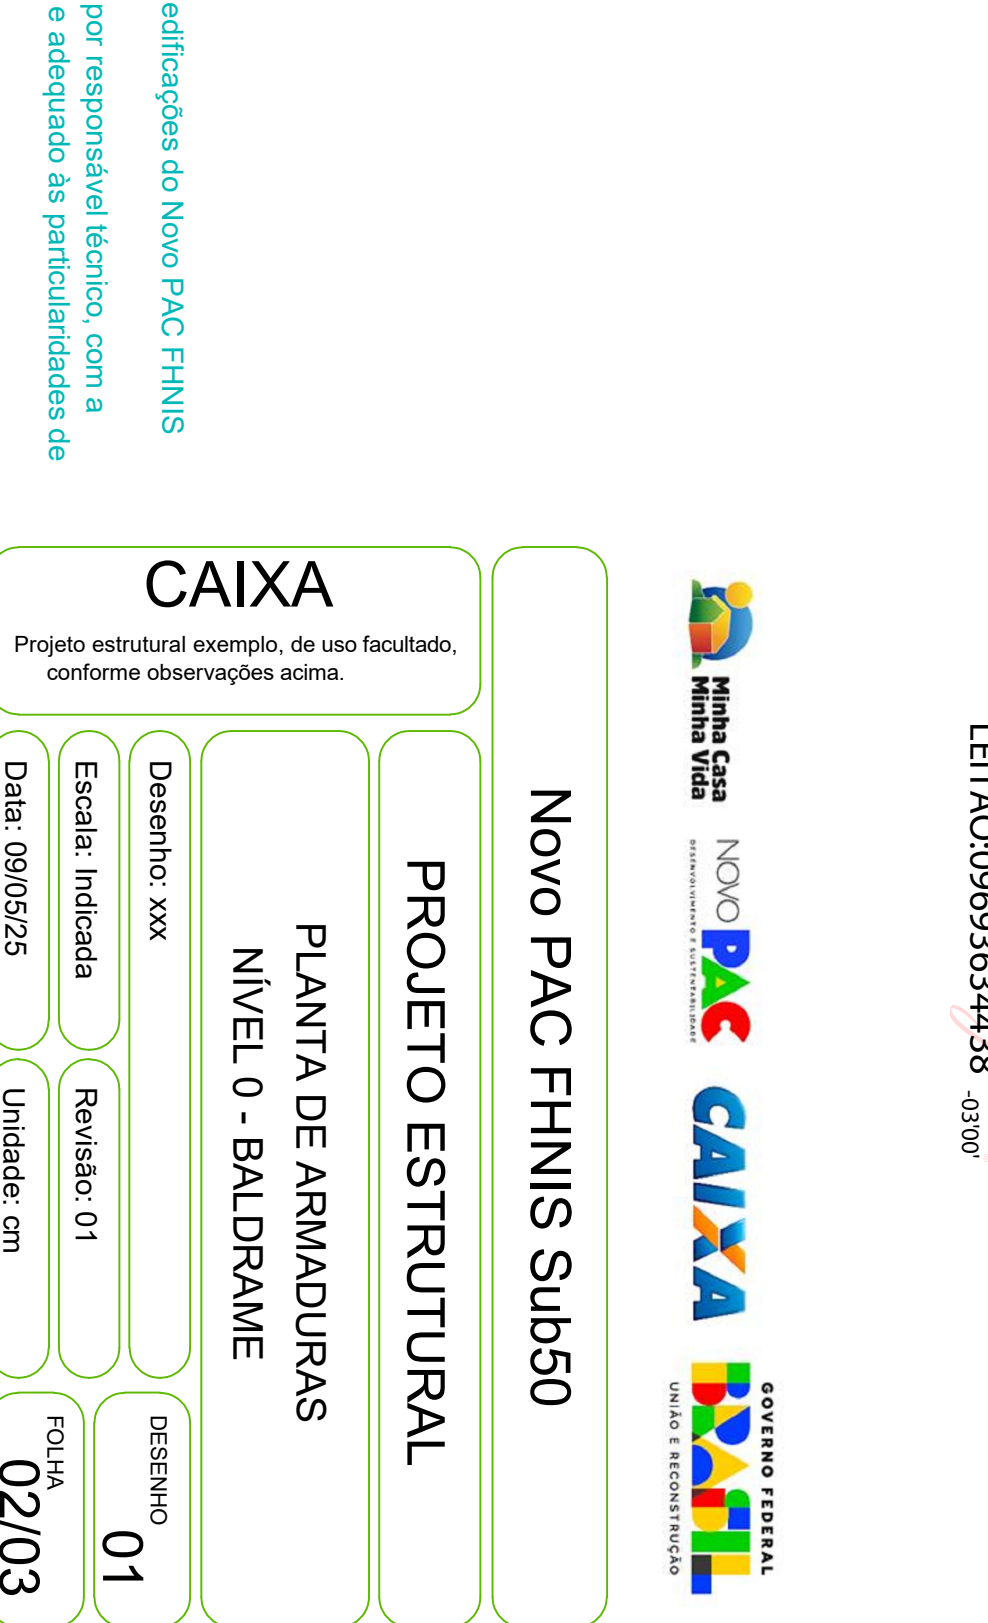 -03'00'
GOVERNO FEDERAL
BRASIL
UNIÃO E RECONSTRUÇÃO
Minha Casa
Minha Vida
NOVO PAC
DESENVOLVIMENTO E SUSTENTABILIDADE
CAIXA
Novo PAC FHNIS Sub50
CAIXA
Projeto estrutural exemplo, de uso facultado,
conforme observações acima.
PROJETO ESTRUTURAL
PLANTA DE ARMADURAS
NÍVEL 0 - BALDRAME
Desenho: xxx
DESENHO
01
Escala: Indicada
Revisão: 01
FOLHA
02/03
Data: 09/05/25
Unidade: cm
edificações do Novo PAC FHNIS
por responsável técnico, com a
e adequado às particularidades de